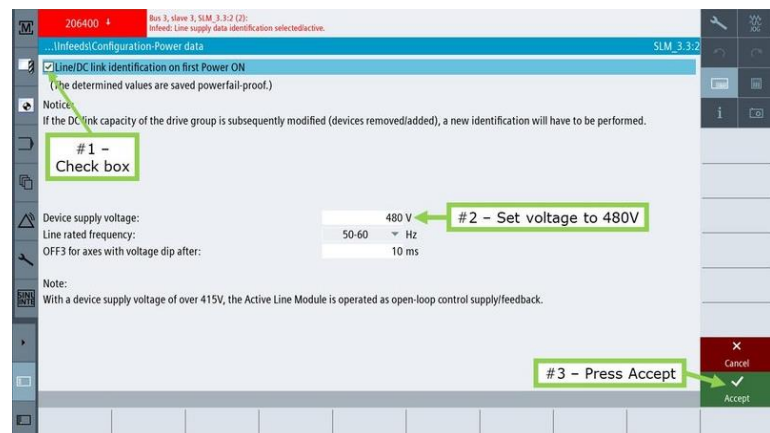 206400
Bus 3, slave 3, SLM_3.3:2 (2):
Infeed: Line supply data identification selected/active.
JOG
...\Infeeds\Configuration-Power data
SLM_3.3:2
Line/DC link identification on first Power ON
(The determined values are saved powerfail-proof.)
Notice:
If the DC link capacity of the drive group is subsequently modified (devices removed/added), a new identification will have to be performed.
#1 –
Check box
Device supply voltage:
480 V
#2 – Set voltage to 480V
Line rated frequency:
50-60
Hz
OFF3 for axes with voltage dip after:
10 ms
Note:
With a device supply voltage of over 415V, the Active Line Module is operated as open-loop control supply/feedback.
Cancel
#3 – Press Accept
Accept